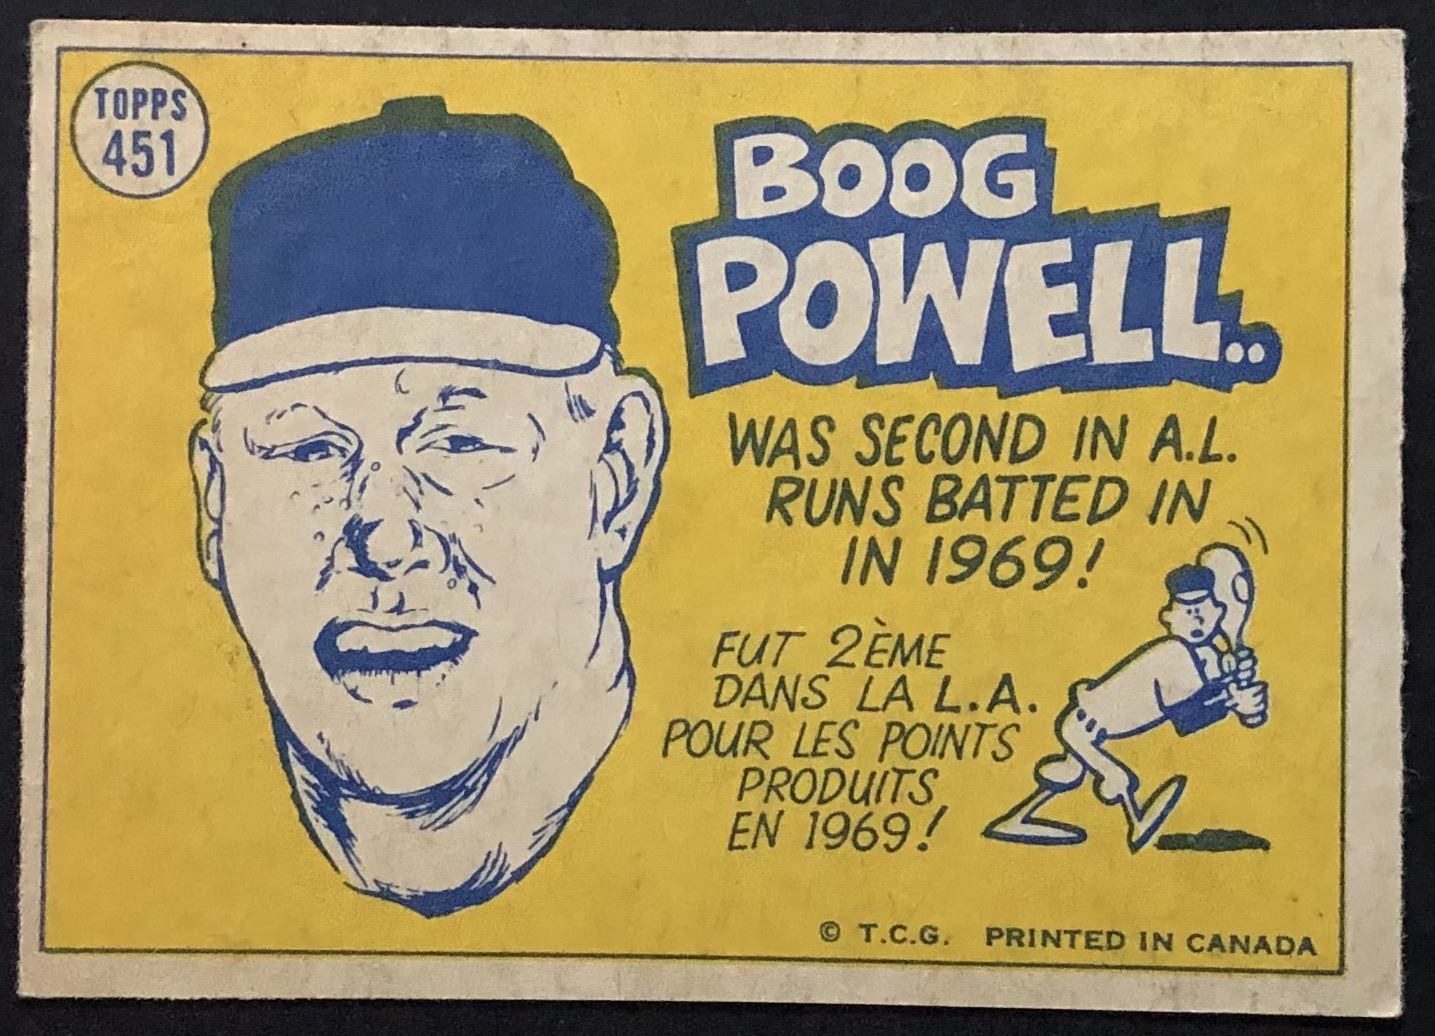 TOPPS
451
BOOG
POWELL..
WAS SECOND IN A.L.
RUNS BATTED IN
IN 1969!
FUT 2ÈME
DANS LA L.A.
POUR LES POINTS
PRODUITS
EN 1969!
© T.C.G. PRINTED IN CANADA